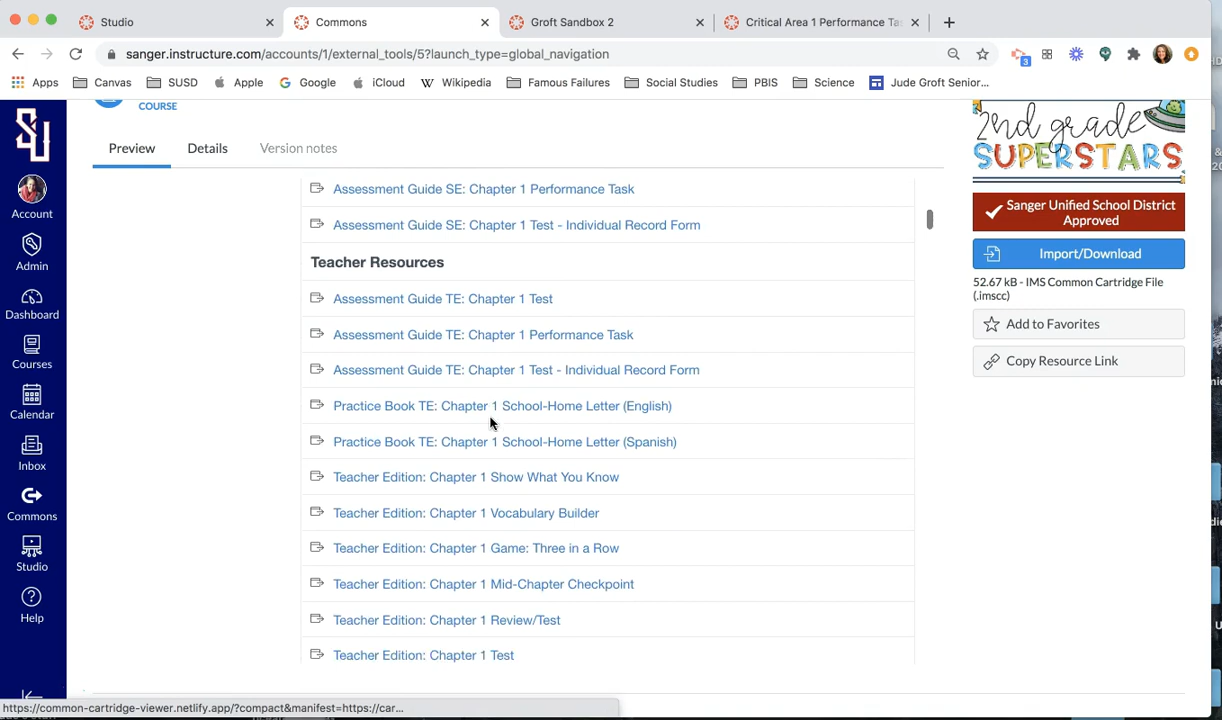 Studio
Commons
Groft Sandbox 2
Critical Area 1 Performance Ta
sanger.instructure.com/accounts/1/external_tools/5?launch_type=global_navigation
3
Apps
Canvas
SUSD
Apple
Google
iCloud
W Wikipedia
Famous Failures
Social Studies
PBIS
Science
Jude Groft Senior...
Account
Admin
Dashboard
Courses
Calendar
Inbox
Commons
Studio
Help
COURSE
Preview
Details
Version notes
Assessment Guide SE: Chapter 1 Performance Task
Assessment Guide SE: Chapter 1 Test - Individual Record Form
Teacher Resources
Assessment Guide TE: Chapter 1 Test
Assessment Guide TE: Chapter 1 Performance Task
Assessment Guide TE: Chapter 1 Test - Individual Record Form
Practice Book TE: Chapter 1 School-Home Letter (English)
Practice Book TE: Chapter 1 School-Home Letter (Spanish)
Teacher Edition: Chapter 1 Show What You Know
Teacher Edition: Chapter 1 Vocabulary Builder
Teacher Edition: Chapter 1 Game: Three in a Row
Teacher Edition: Chapter 1 Mid-Chapter Checkpoint
Teacher Edition: Chapter 1 Review/Test
Teacher Edition: Chapter 1 Test
2nd grade
SUPERSTARS
Sanger Unified School District
Approved
Import/Download
52.67 kB - IMS Common Cartridge File
(.imscc)
Add to Favorites
Copy Resource Link
https://common-cartridge-viewer.netlify.app/?compact&manifest=https://car...